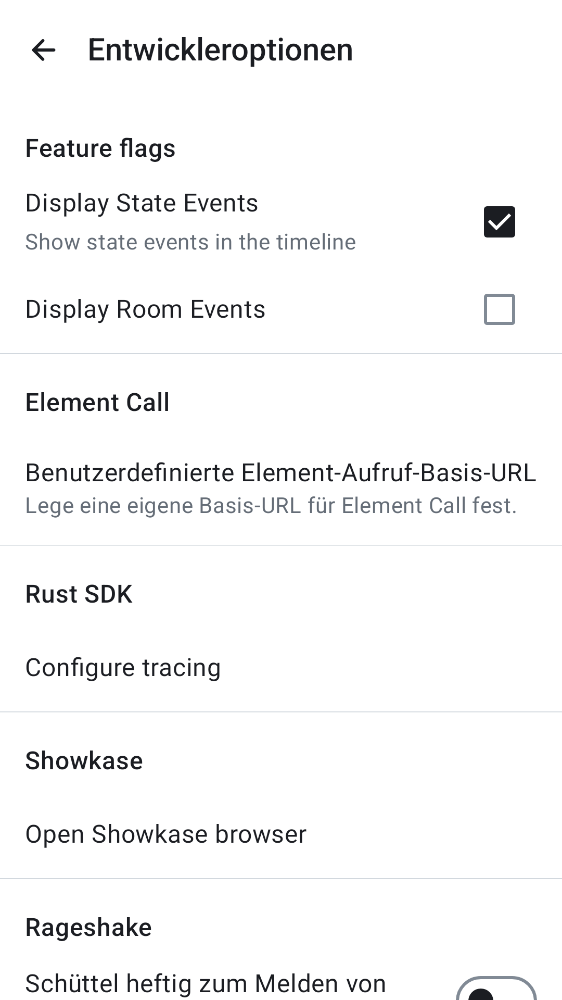 Entwickleroptionen
Feature flags
Display State Events
Show state events in the timeline
Display Room Events
Element Call
Benutzerdefinierte Element-Aufruf-Basis-URL
Lege eine eigene Basis-URL für Element Call fest.
Rust SDK
Configure tracing
Showkase
Open Showkase browser
Rageshake
Schüttel heftig zum Melden von